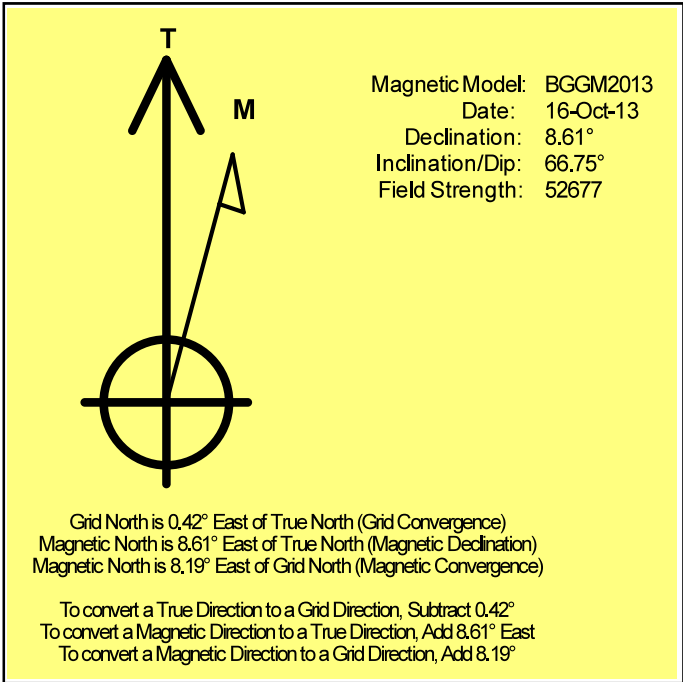 T
M
Magnetic Model: BGGM2013
Date: 16-Oct-13
Declination: 8.61°
Inclination/Dip: 66.75°
Field Strength: 52677
Grid North is 0.42° East of True North (Grid Convergence)
Magnetic North is 8.61° East of True North (Magnetic Declination)
Magnetic North is 8.19° East of Grid North (Magnetic Convergence)
To convert a True Direction to a Grid Direction, Subtract 0.42°
To convert a Magnetic Direction to a True Direction, Add 8.61° East
To convert a Magnetic Direction to a Grid Direction, Add 8.19°